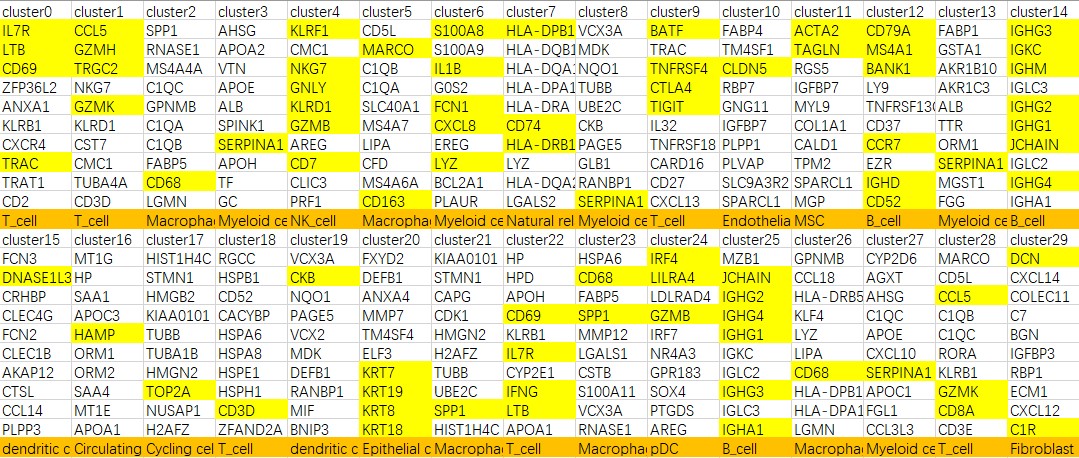 cluster0 cluster1 cluster2 cluster3 cluster4 cluster5 cluster6 cluster7 cluster8 cluster9 cluster10 cluster11 cluster12 cluster13 cluster14
IL7R CCL5 SPP1 AHSG KLRF1 CD5L S100A8 HLA-DPB1 VCX3A BATF FABP4 ACTA2 CD79A FABP1 IGHG3
LTB GZMH RNASE1 APOA2 CMC1 MARCO S100A9 HLA-DQB1 MDK TRAC TM4SF1 TAGLN MS4A1 GSTA1 IGKC
CD69 TRGC2 MS4A4A VTN NKG7 C1QB IL1B HLA-DQA1 NQO1 TNFRSF4 CLDN5 RGS5 BANK1 AKR1B10 IGHM
ZFP36L2 NKG7 C1QC APOE GNLY C1QA G0S2 HLA-DPA1 TUBB CTLA4 RBP7 IGFBP7 LY9 AKR1C3 IGLC3
ANXA1 GZMK GPNMB ALB KLRD1 SLC40A1 FCN1 HLA-DRA UBE2C TIGIT GNG11 MYL9 TNFRSF13C ALB IGHG2
KLRB1 KLRD1 C1QA SPINK1 GZMB MS4A7 CXCL8 CD74 CKB IL32 IGFBP7 COL1A1 CD37 TTR IGHG1
CXCR4 CST7 C1QB SERPINA1 AREG LIPA EREG HLA-DRB1 PAGE5 TNFRSF18 PLPP1 CALD1 CCR7 ORM1 JCHAIN
TRAC CMC1 FABP5 APOH CD7 CFD LYZ LYZ GLB1 CARD16 PLVAP TPM2 EZR SERPINA1 IGLC2
TRAT1 TUBA4A CD68 TF CLIC3 MS4A6A BCL2A1 HLA-DQA2 RANBP1 CD27 SLC9A3R2 SPARCL1 IGHD MGST1 IGHG4
CD2 CD3D LGMN GC PRF1 CD163 PLAUR LGALS2 SERPINA1 CXCL13 SPARCL1 MGP CD52 FGG IGHA1
T_cell T_cell Macropha Myeloid ce NK_cell Macropha Myeloid ce Natural rel Myeloid ce T_cell Endothelia MSC B_cell Myeloid ce B_cell
cluster15 cluster16 cluster17 cluster18 cluster19 cluster20 cluster21 cluster22 cluster23 cluster24 cluster25 cluster26 cluster27 cluster28 cluster29
FCN3 MT1G HIST1H4C RGCC VCX3A FXYD2 KIAA0101 HP HSPA6 IRF4 MZB1 GPNMB CYP2D6 MARCO DCN
DNASE1L3 HP STMN1 HSPB1 CKB DEFB1 STMN1 HPD CD68 LILRA4 JCHAIN CCL18 AGXT CD5L CXCL14
CRHBP SAA1 HMGB2 CD52 NQO1 ANXA4 CAPG APOH FABP5 LDLRAD4 IGHG2 HLA-DRB5 AHSG CCL5 COLEC11
CLEC4G APOC3 KIAA0101 CACYBP PAGE5 MMP7 CDK1 CD69 SPP1 GZMB IGHG4 KLF4 C1QC C1QB C7
FCN2 HAMP TUBB HSPA6 VCX2 TM4SF4 HMGN2 KLRB1 MMP12 IRF7 IGHG1 LYZ APOE C1QC BGN
CLEC1B ORM1 TUBA1B HSPA8 MDK ELF3 H2AFZ IL7R LGALS1 NR4A3 IGKC LIPA CXCL10 RORA IGFBP3
AKAP12 ORM2 HMGN2 HSPE1 DEFB1 KRT7 TUBB CYP2E1 CSTB GPR183 IGLC2 CD68 SERPINA1 KLRB1 RBP1
CTSL SAA4 TOP2A HSPH1 RANBP1 KRT19 UBE2C IFNG S100A11 SOX4 IGHG3 HLA-DPB1 APOC1 GZMK ECM1
CCL14 MT1E NUSAP1 CD3D MIF KRT8 SPP1 LTB VCX3A PTGDS IGLC3 HLA-DPA1 FGL1 CD8A CXCL12
PLPP3 APOA1 H2AFZ ZFAND2A BNIP3 KRT18 HIST1H4C APOA1 RNASE1 AREG IGHA1 LGMN CCL3L3 CD3E C1R
dendritic c Circulating Cycling cel T_cell dendritic c Epithelial c Macropha T_cell Macropha pDC B_cell Macropha Myeloid ce T_cell Fibroblast